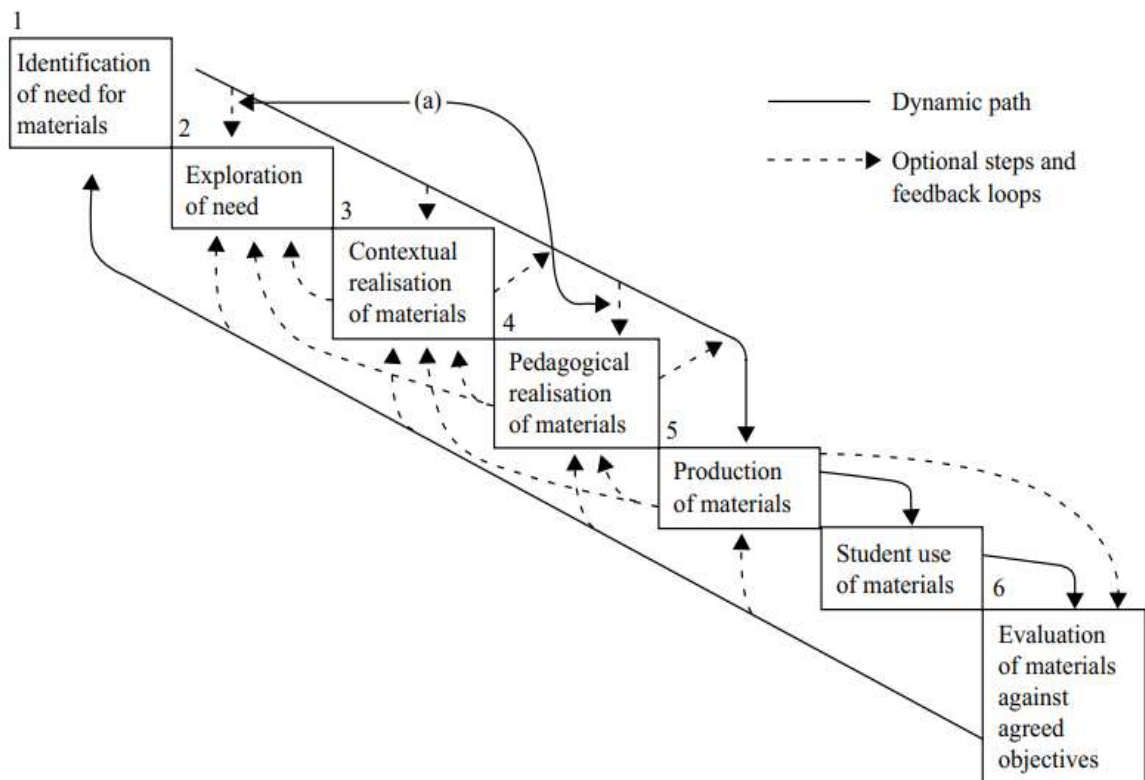 1
Identification
of need for
materials
(a)
Dynamic path
2
Optional steps and
feedback loops
Exploration
of need
3
Contextual
realisation
of materials
4
Pedagogical
realisation
of materials
5
Production
of materials
Student use
of materials
6
Evaluation
of materials
against
agreed
objectives